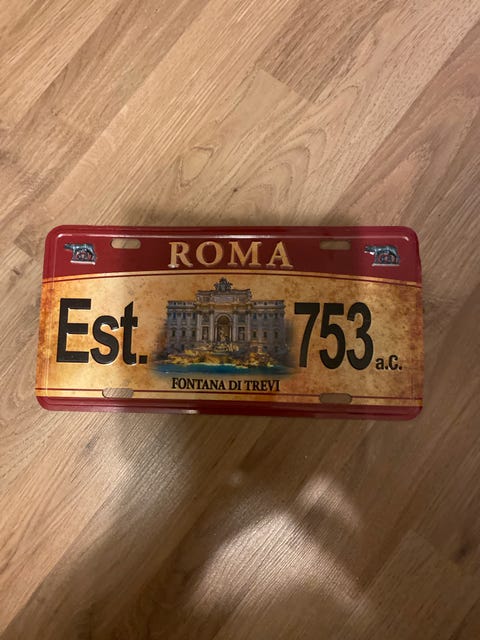 ROMA
Est. 753 a.C.
FONTANA DI TREVI